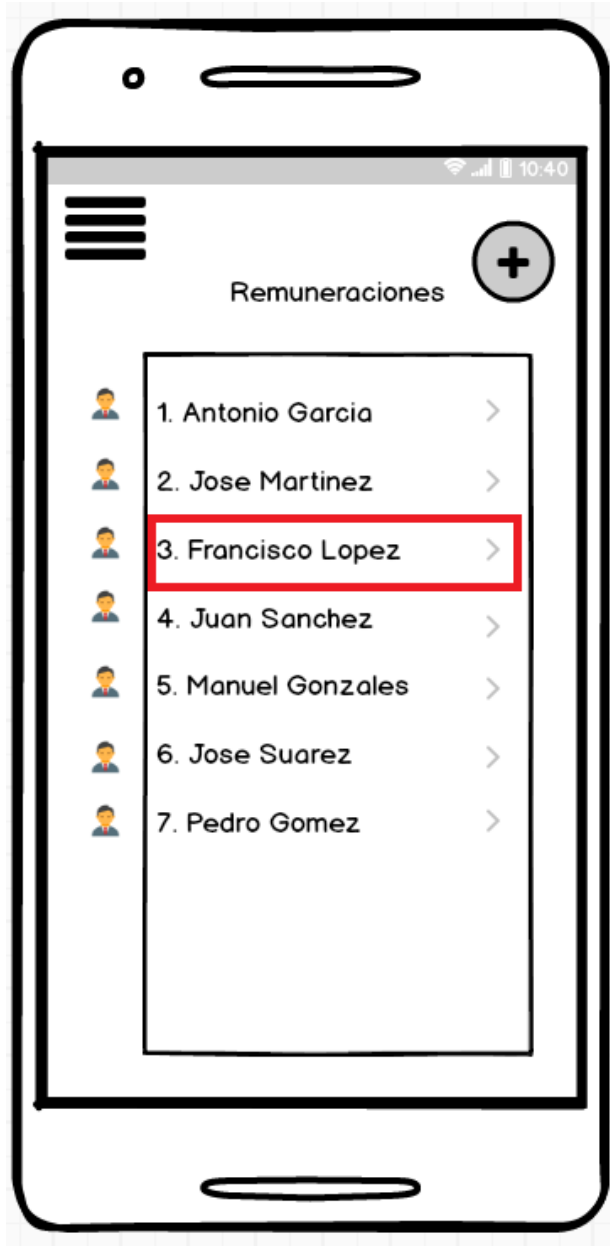 10:40
Remuneraciones
1. Antonio Garcia
2. Jose Martinez
3. Francisco Lopez
4. Juan Sanchez
5. Manuel Gonzales
6. Jose Suarez
7. Pedro Gomez